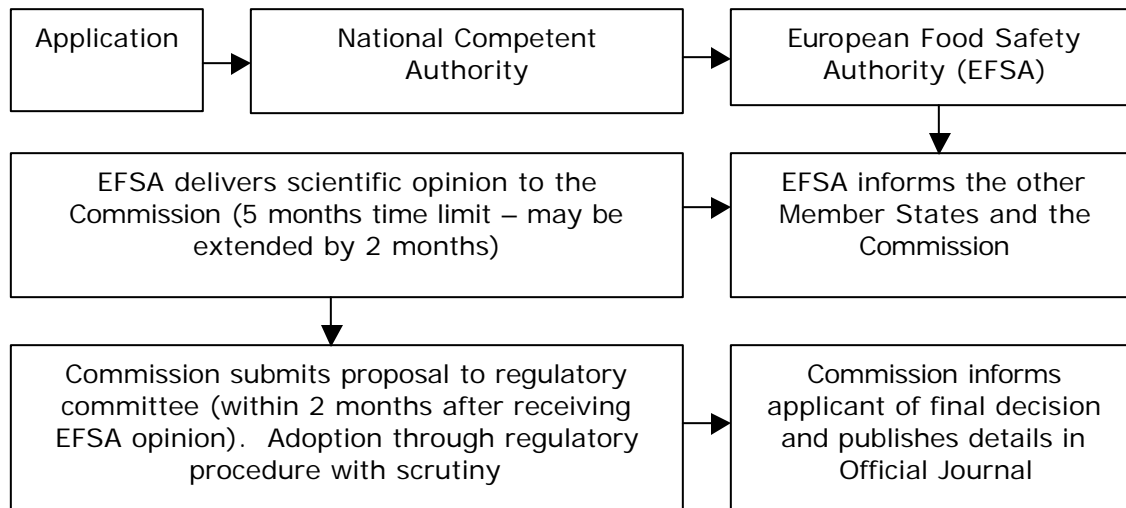 Application
National Competent
Authority
European Food Safety
Authority (EFSA)
EFSA delivers scientific opinion to the
Commission (5 months time limit – may be
extended by 2 months)
EFSA informs the other
Member States and the
Commission
Commission submits proposal to regulatory
committee (within 2 months after receiving
EFSA opinion).  Adoption through regulatory
procedure with scrutiny
Commission informs
applicant of final decision
and publishes details in
Official Journal